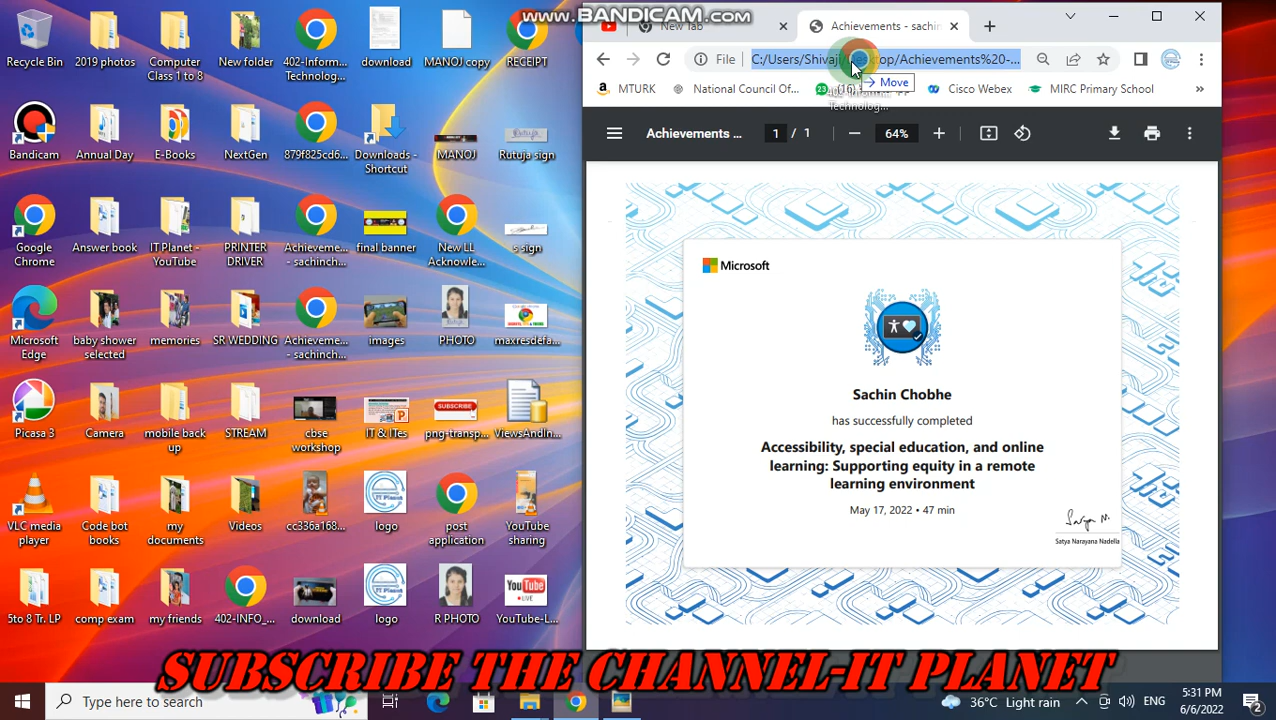 www.BANDICAM.com
New Tab
Achievements - sachin
File C:/Users/Shivaji/Desktop/Achievements%20-...
Move
MTURK National Council Of... Cisco Webex MIRC Primary School »
Technolog...
Achievements ... 1 / 1 64%
Microsoft
Sachin Chobhe
has successfully completed
Accessibility, special education, and online
learning: Supporting equity in a remote
learning environment
May 17, 2022 • 47 min
Satya Narayana Nadella
Recycle Bin
2019 photos
Computer
Class 1 to 8
New folder
402-Inform...
Technolog...
download
MANOJ copy
RECEIPT
Bandicam
Annual Day
E-Books
NextGen
879f825cd6...
Downloads -
Shortcut
MANOJ
Rutuja sign
Google
Chrome
Answer book
IT Planet -
YouTube
PRINTER
DRIVER
Achieveme...
- sachinch...
final banner
New LL
Acknowle...
s sign
Microsoft
Edge
baby shower
selected
memories
SR WEDDING
Achieveme...
- sachinch...
images
PHOTO
maxresdefa...
Picasa 3
Camera
mobile back
up
STREAM
cbse
workshop
IT & ITes
SUBSCRIBE
png-transp...
ViewsAndIn...
VLC media
player
Code bot
books
my
documents
Videos
cc336a168...
logo
post
application
YouTube
sharing
5to 8 Tr. LP
comp exam
my friends
402-INFO_...
download
logo
R PHOTO
YouTube
LIVE
YouTube-L...
SUBSCRIBE THE CHANNEL-IT PLANET
Type here to search
36°C Light rain
ENG
5:31 PM
6/6/2022
2